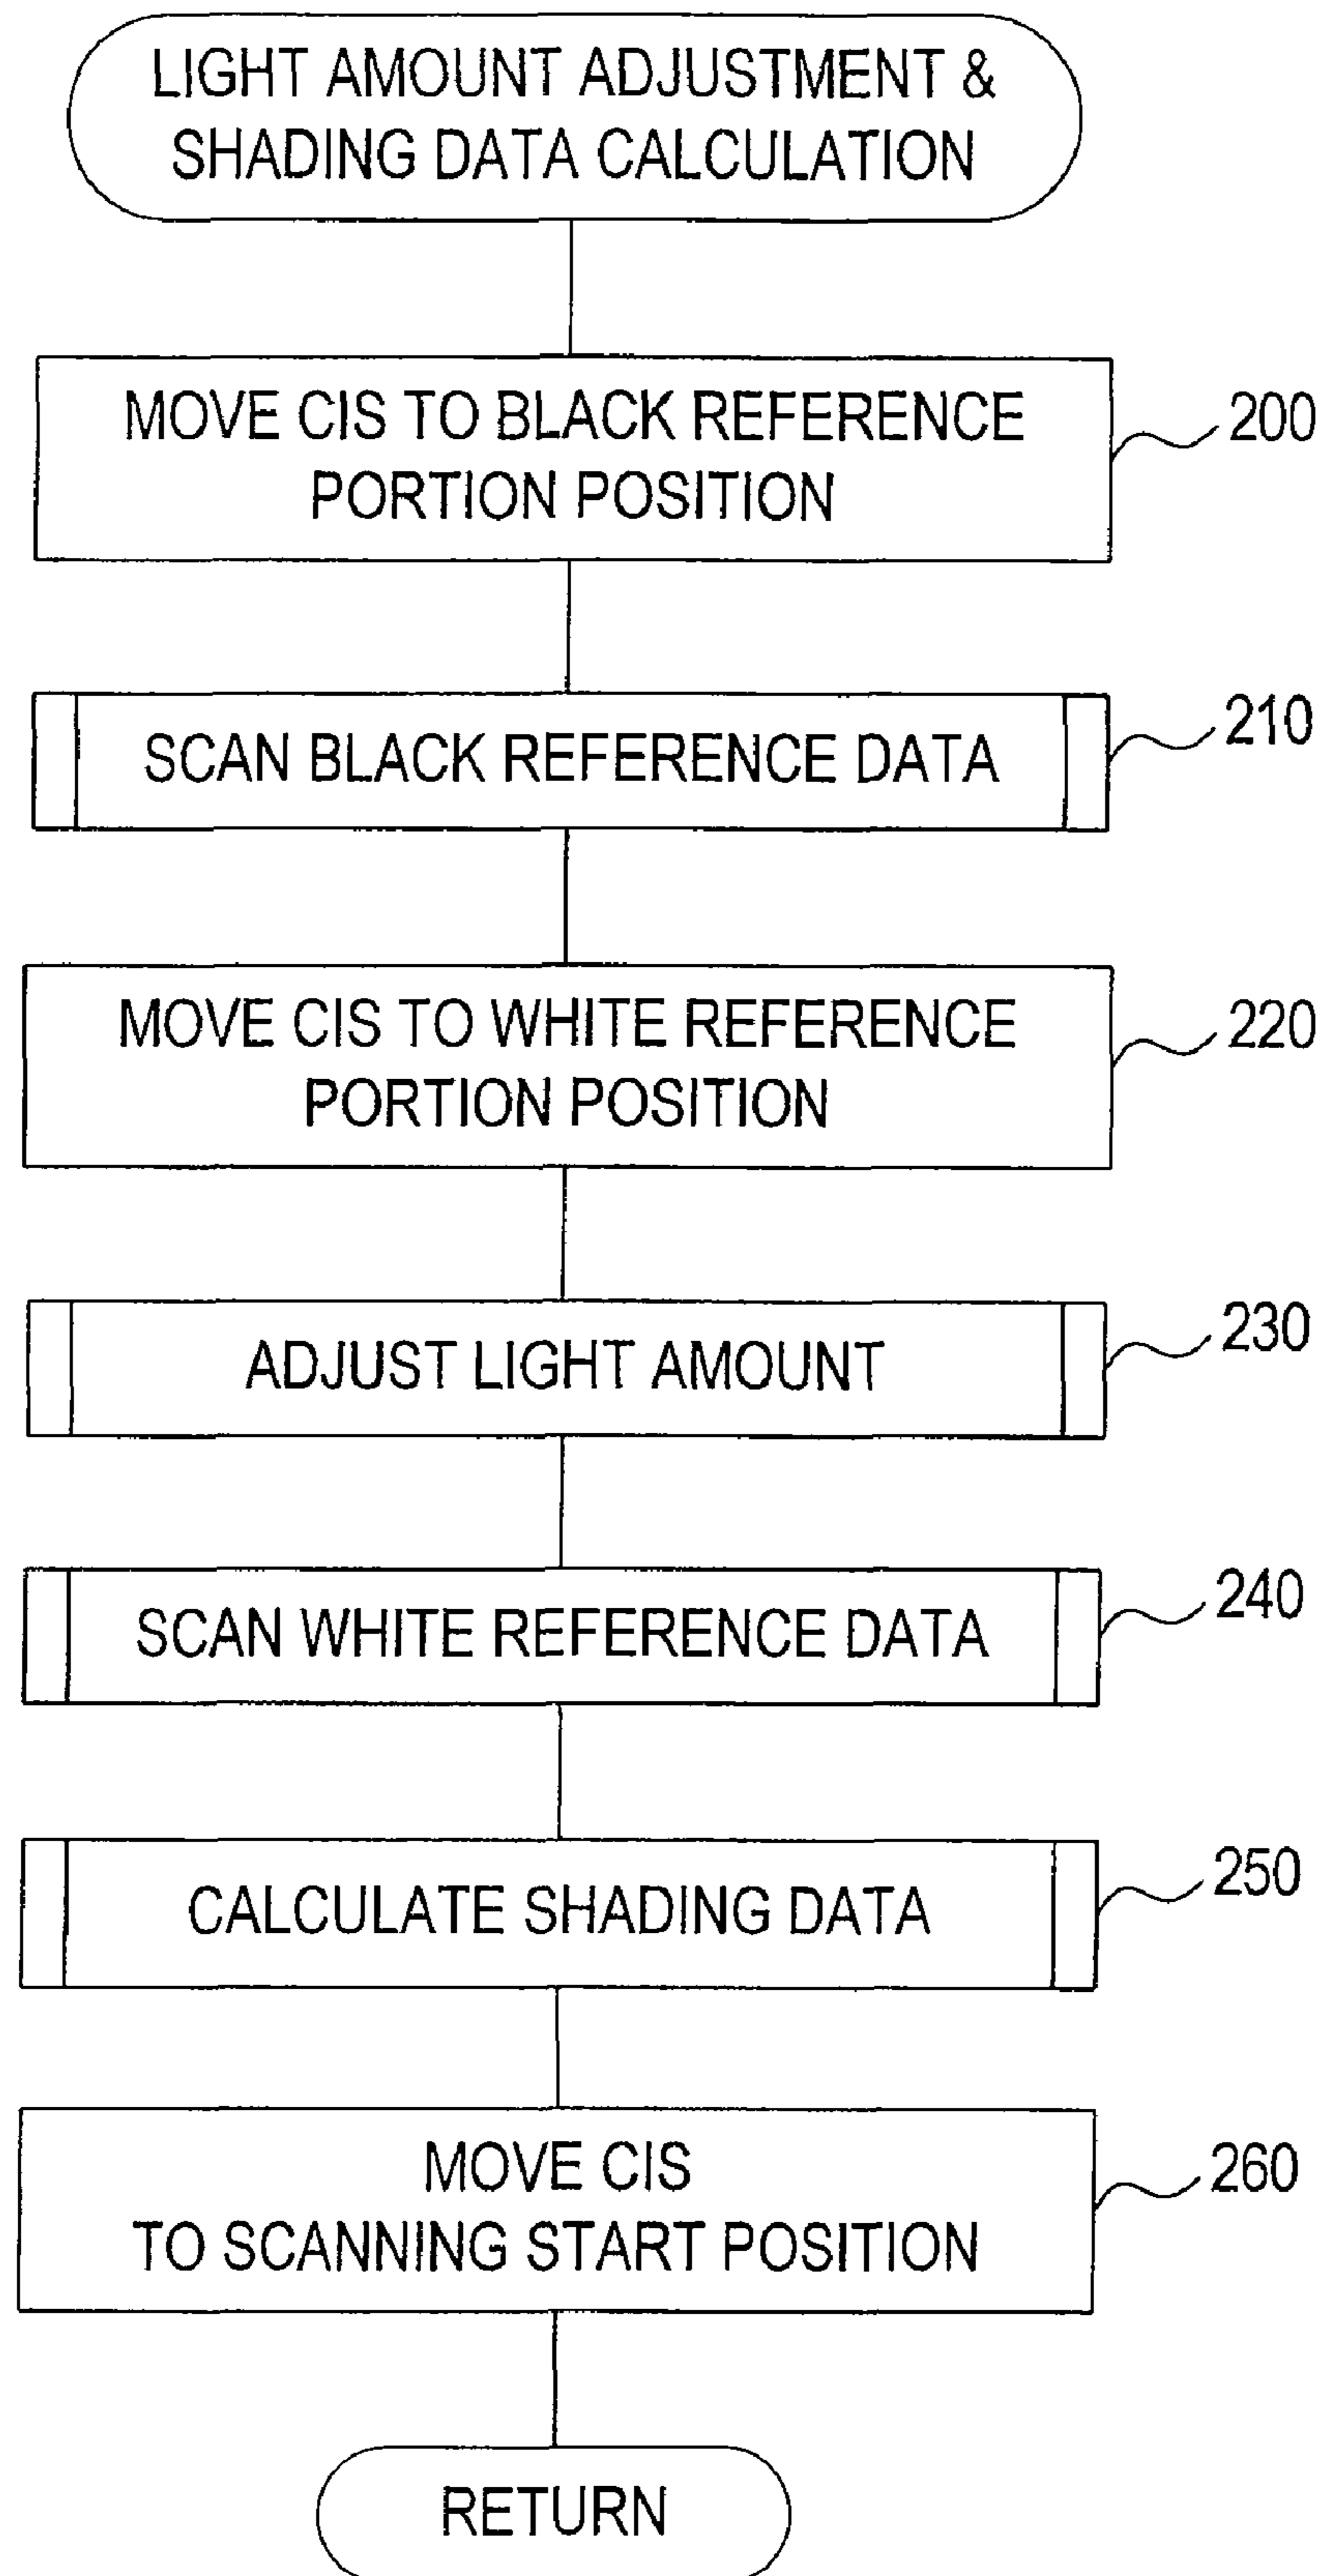 LIGHT AMOUNT ADJUSTMENT &
SHADING DATA CALCULATION
MOVE CIS TO BLACK REFERENCE
PORTION POSITION
200
SCAN BLACK REFERENCE DATA
210
MOVE CIS TO WHITE REFERENCE
PORTION POSITION
220
ADJUST LIGHT AMOUNT
230
SCAN WHITE REFERENCE DATA
240
CALCULATE SHADING DATA
250
MOVE CIS
TO SCANNING START POSITION
260
RETURN